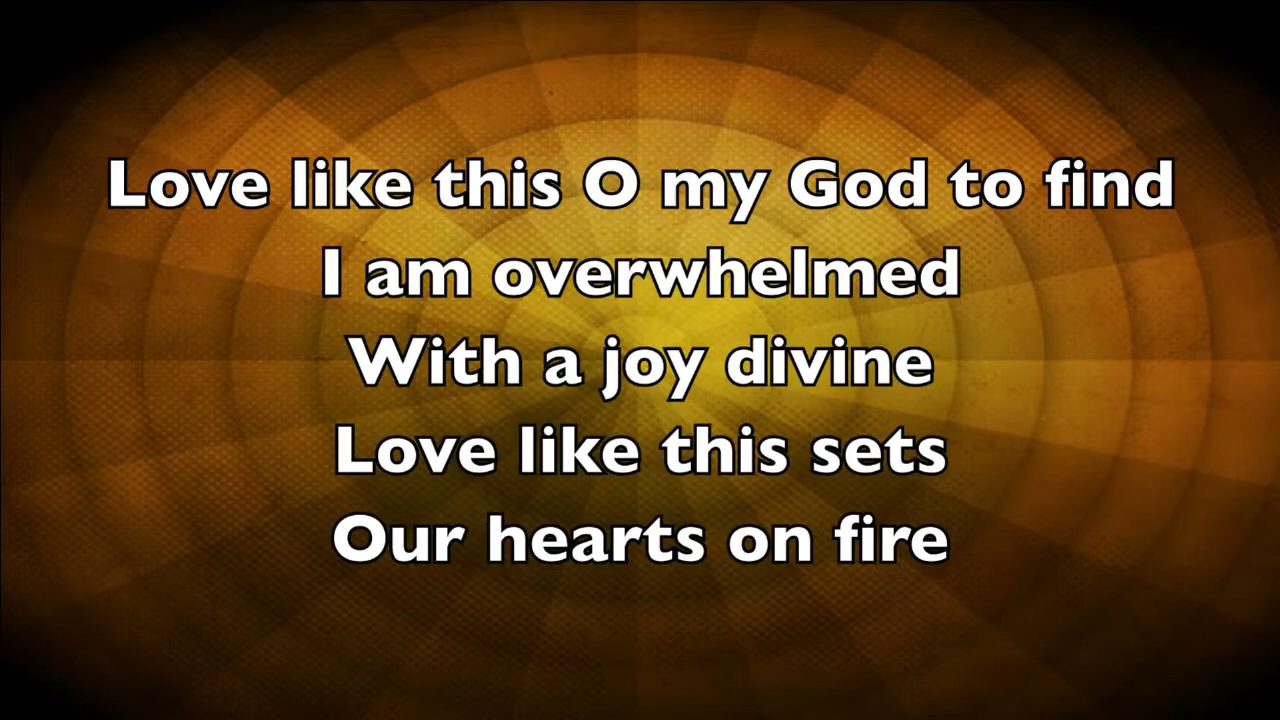 Love like this O my God to find
I am overwhelmed
With a joy divine
Love like this sets
Our hearts on fire